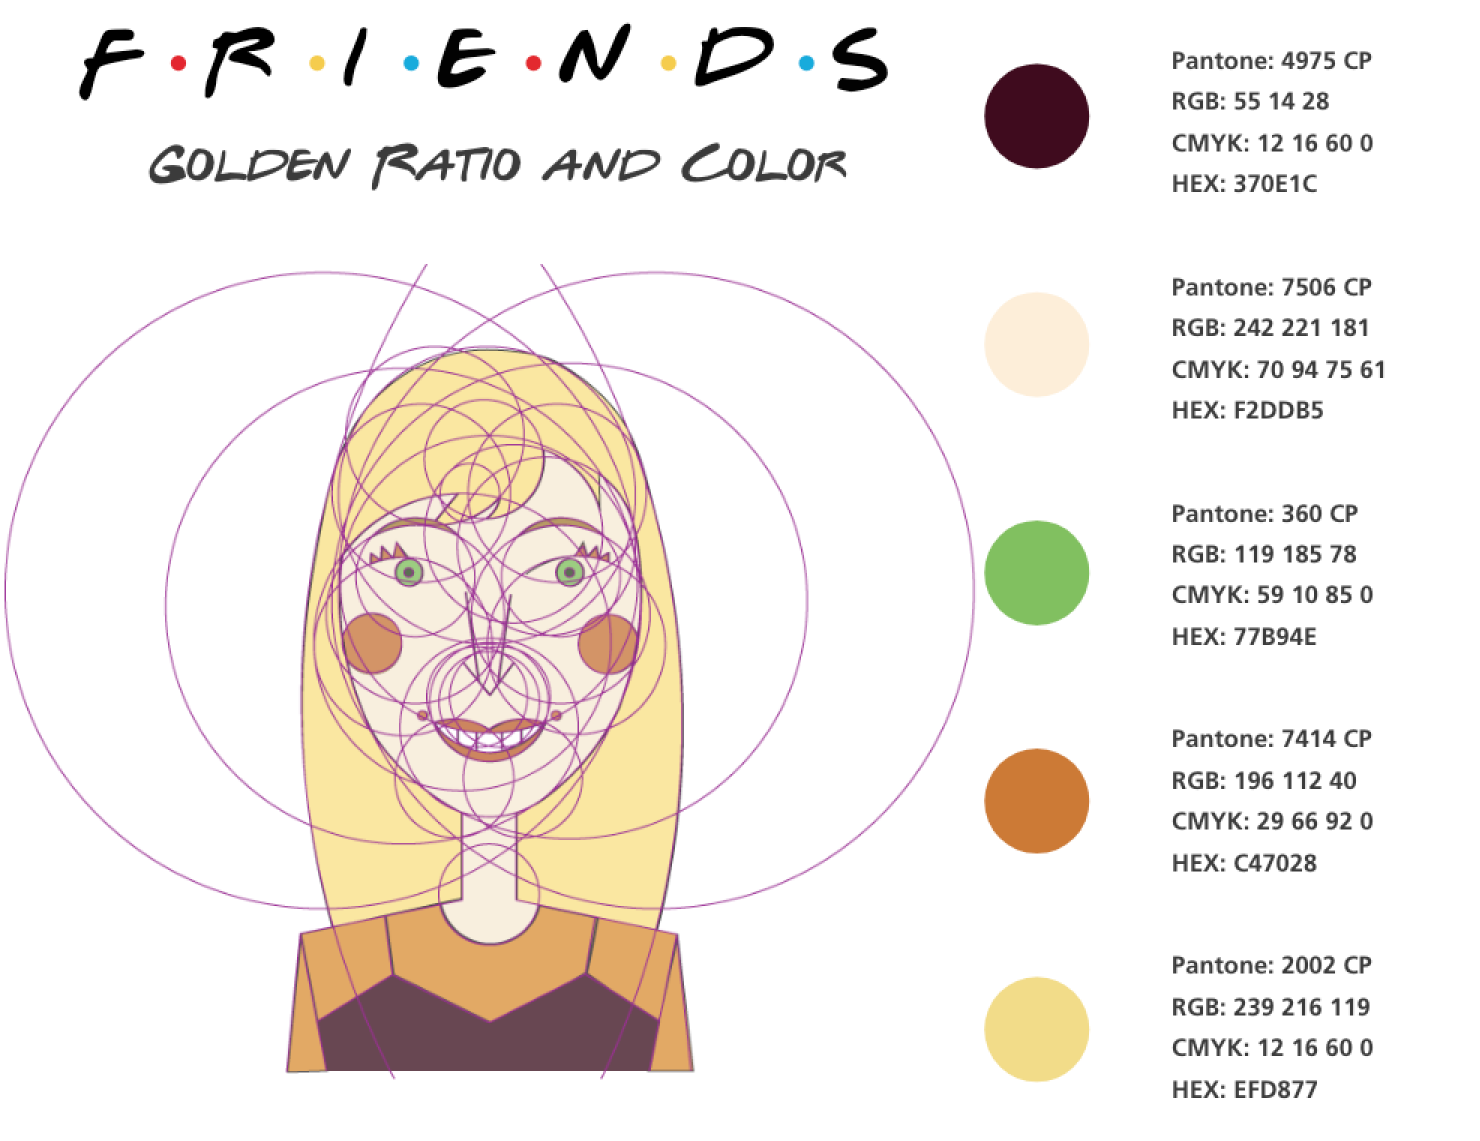 F•R•I•E•N•D•S
Golden Ratio and Color
Pantone: 4975 CP
RGB: 55 14 28
CMYK: 12 16 60 0
HEX: 370E1C
Pantone: 7506 CP
RGB: 242 221 181
CMYK: 70 94 75 61
HEX: F2DDB5
Pantone: 360 CP
RGB: 119 185 78
CMYK: 59 10 85 0
HEX: 77B94E
Pantone: 7414 CP
RGB: 196 112 40
CMYK: 29 66 92 0
HEX: C47028
Pantone: 2002 CP
RGB: 239 216 119
CMYK: 12 16 60 0
HEX: EFD877